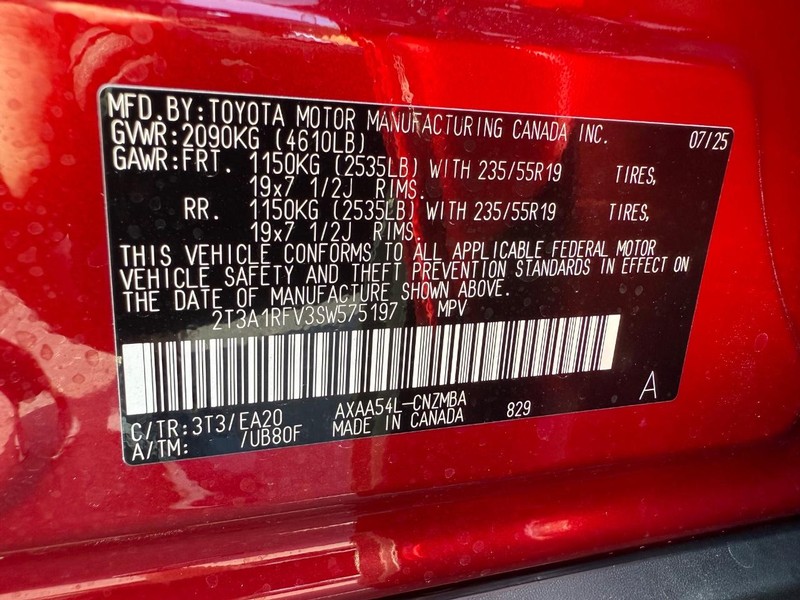 MFD.BY:TOYOTA MOTOR MANUFACTURING CANADA INC. 07/25
GVWR:2090KG (4610LB)
GAWR:FRT. 1150KG (2535LB) WITH 235/55R19 TIRES,
19x7 1/2J RIMS.
RR. 1150KG (2535LB) WITH 235/55R19 TIRES,
19x7 1/2J RIMS.
THIS VEHICLE CONFORMS TO ALL APPLICABLE FEDERAL MOTOR
VEHICLE SAFETY AND THEFT PREVENTION STANDARDS IN EFFECT ON
THE DATE OF MANUFACTURE SHOWN ABOVE.
2T3A1RFV3SW575197 MPV
A
C/TR:3T3/EA20 AXAA54L-CNZMBA 829
A/TM: /UB80F MADE IN CANADA